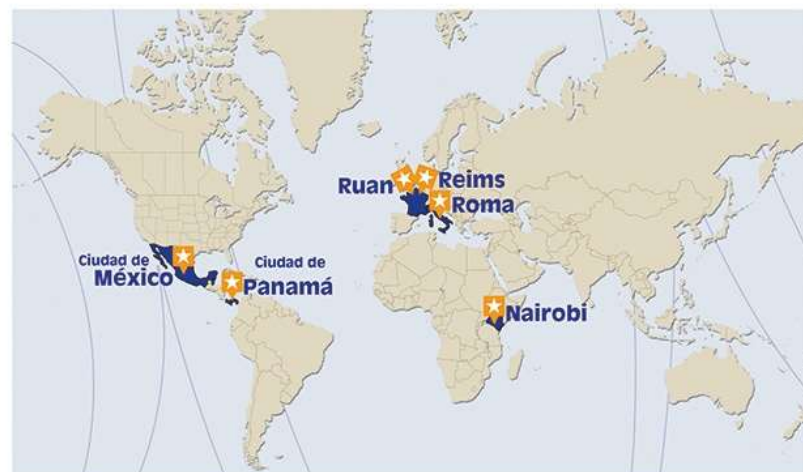 Ruan
Reims
Roma
Ciudad de
México
Ciudad de
Panamá
Nairobi